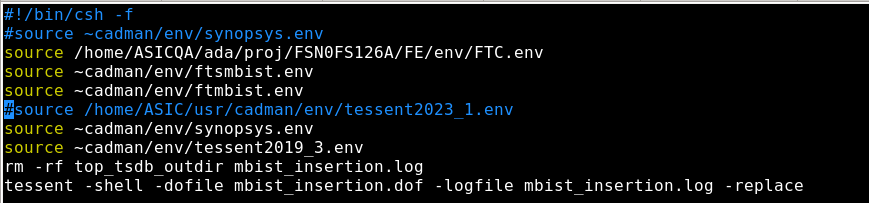 #!/bin/csh -f
#source ~cadman/env/synopsys.env
source /home/ASICQA/ada/proj/FSN0FS126A/FE/env/FTC.env
source ~cadman/env/ftsmbist.env
source ~cadman/env/ftmbist.env
#source /home/ASIC/usr/cadman/env/tessent2023_1.env
source ~cadman/env/synopsys.env
source ~cadman/env/tessent2019_3.env
rm -rf top_tsdb_outdir mbist_insertion.log
tessent -shell -dofile mbist_insertion.dof -logfile mbist_insertion.log -replace